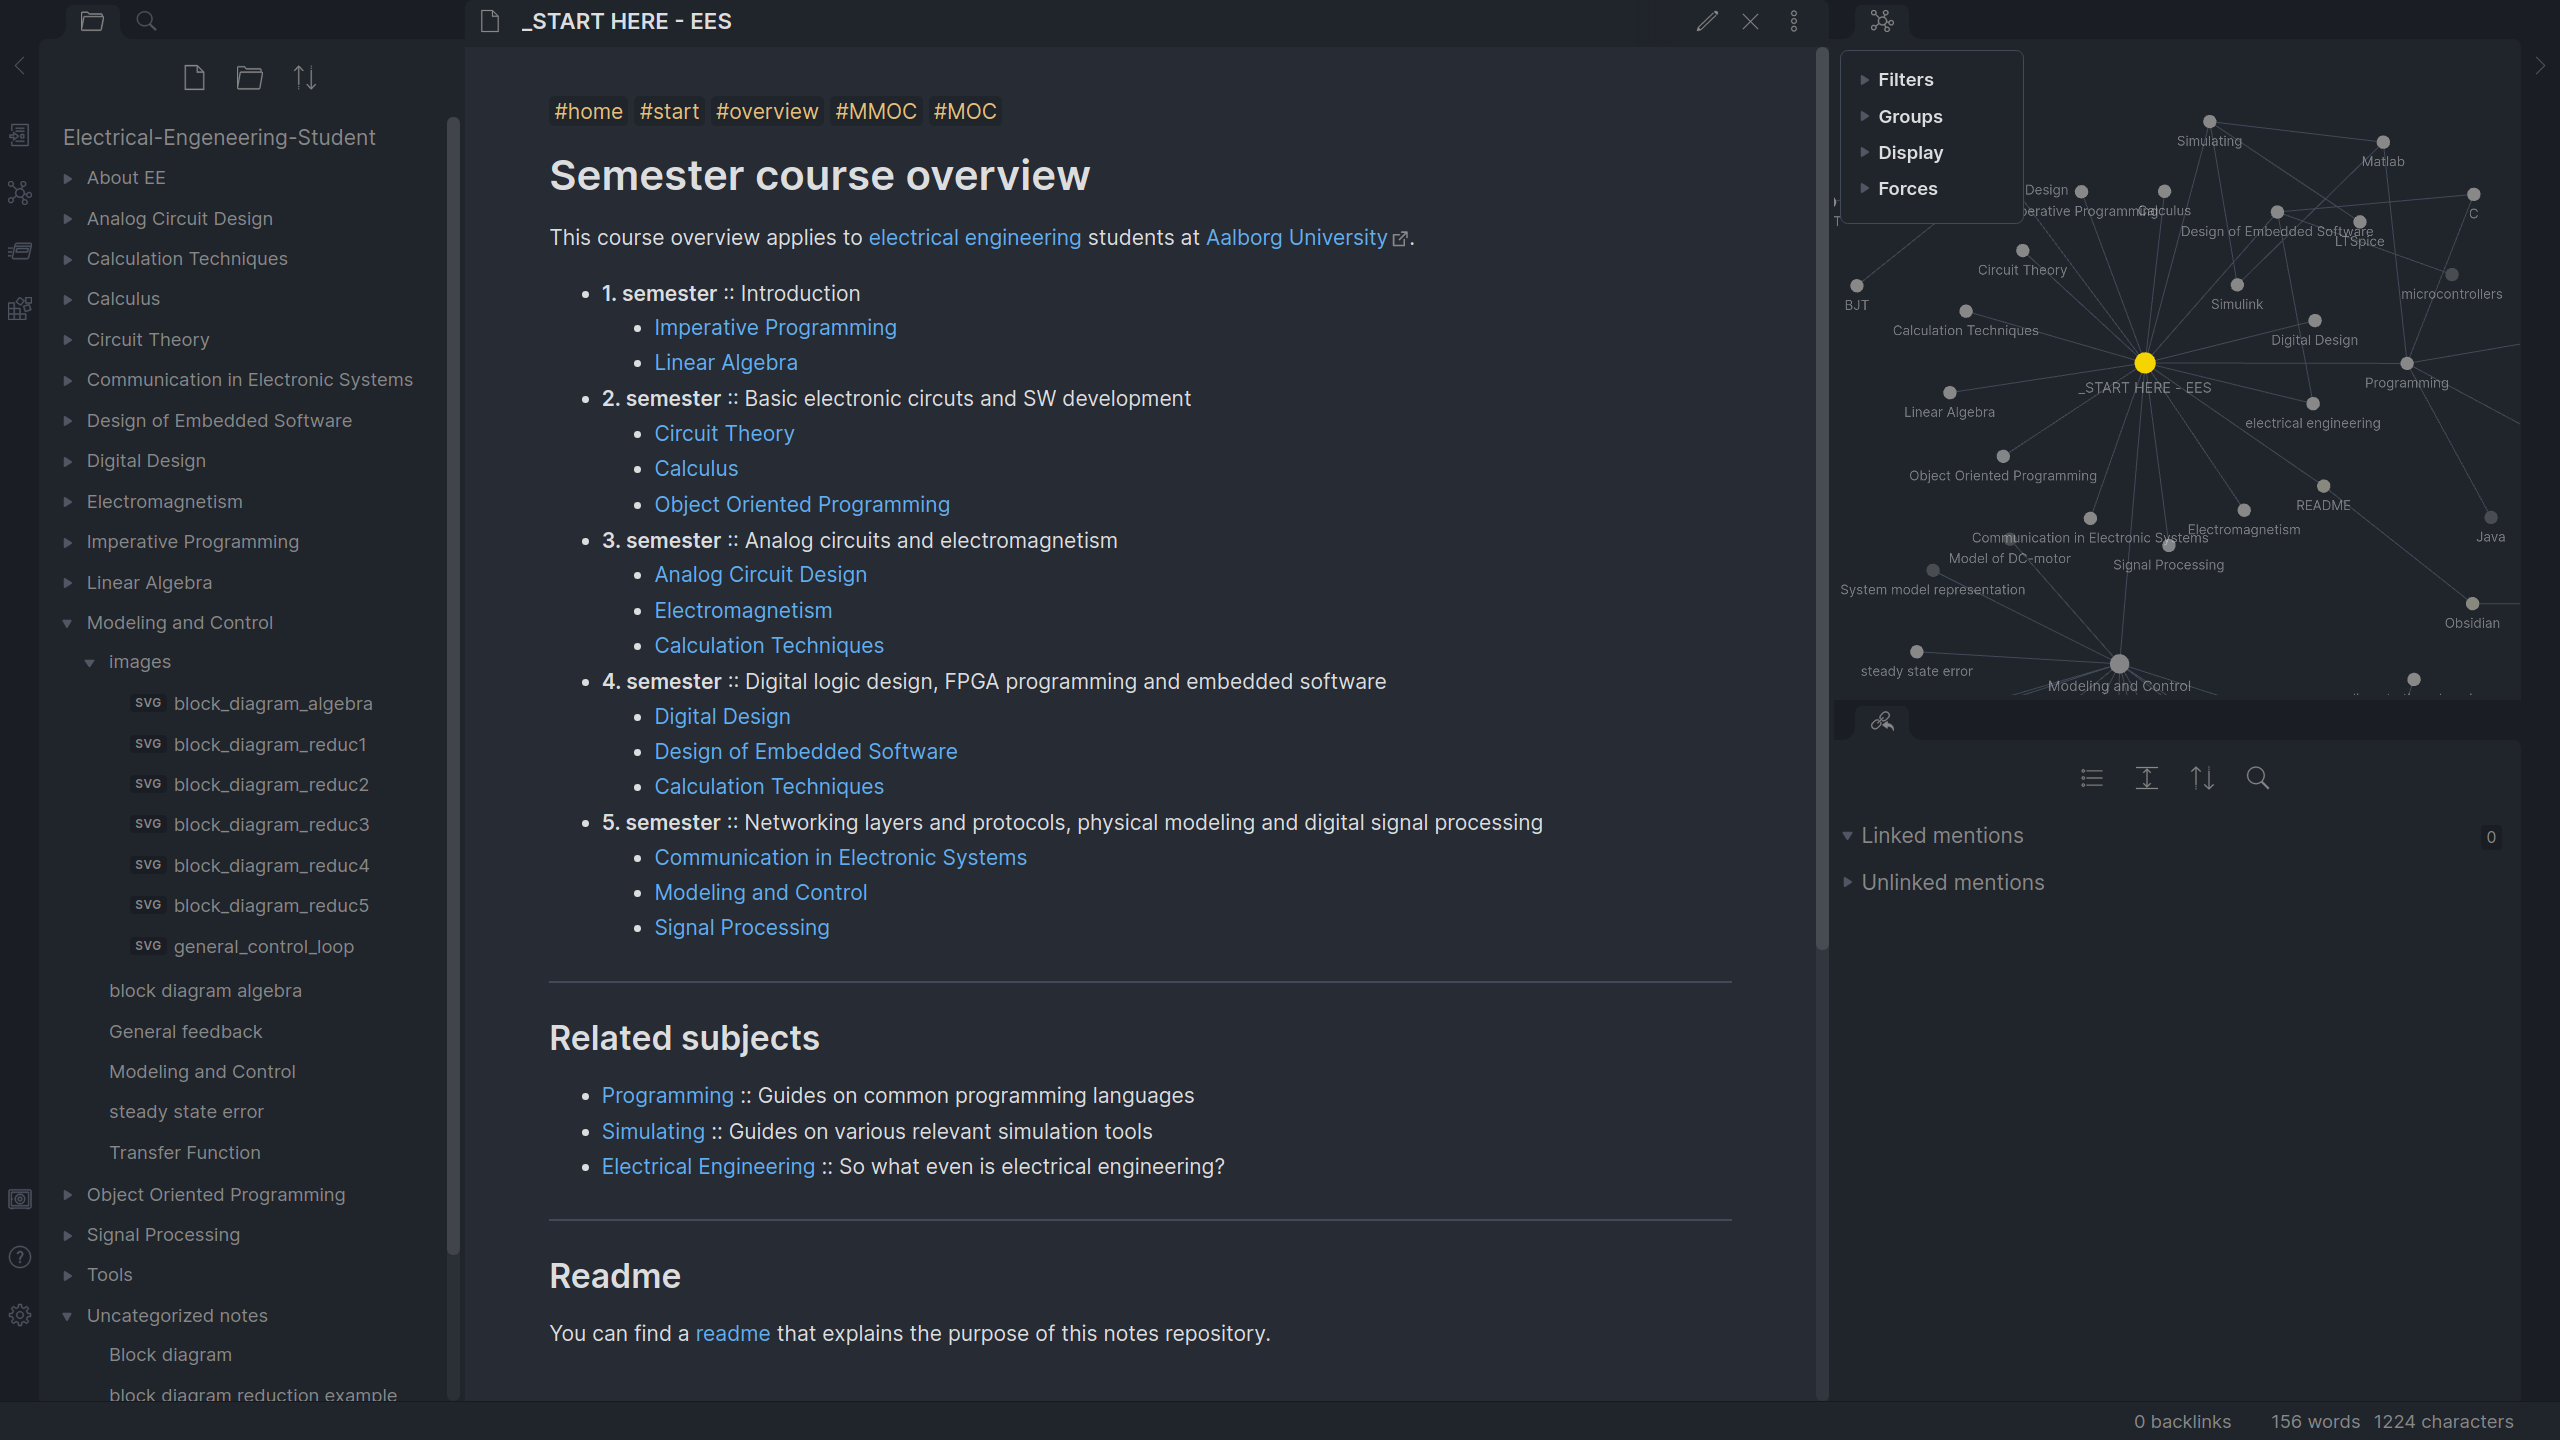 _START HERE - EES
Electrical-Engeneering-Student
About EE
Analog Circuit Design
Calculation Techniques
Calculus
Circuit Theory
Communication in Electronic Systems
Design of Embedded Software
Digital Design
Electromagnetism
Imperative Programming
Linear Algebra
Modeling and Control
images
SVG block_diagram_algebra
SVG block_diagram_reduc1
SVG block_diagram_reduc2
SVG block_diagram_reduc3
SVG block_diagram_reduc4
SVG block_diagram_reduc5
SVG general_control_loop
block diagram algebra
General feedback
Modeling and Control
steady state error
Transfer Function
Object Oriented Programming
Signal Processing
Tools
Uncategorized notes
Block diagram
block diagram reduction example
#home #start #overview #MMOC #MOC
Semester course overview
This course overview applies to electrical engineering students at Aalborg University.
1. semester :: Introduction
Imperative Programming
Linear Algebra
2. semester :: Basic electronic circuts and SW development
Circuit Theory
Calculus
Object Oriented Programming
3. semester :: Analog circuits and electromagnetism
Analog Circuit Design
Electromagnetism
Calculation Techniques
4. semester :: Digital logic design, FPGA programming and embedded software
Digital Design
Design of Embedded Software
Calculation Techniques
5. semester :: Networking layers and protocols, physical modeling and digital signal processing
Communication in Electronic Systems
Modeling and Control
Signal Processing
Related subjects
Programming :: Guides on common programming languages
Simulating :: Guides on various relevant simulation tools
Electrical Engineering :: So what even is electrical engineering?
Readme
You can find a readme that explains the purpose of this notes repository.
Filters
Groups
Display
Forces
Simulating
Matlab
Design
perative Programming
Calculus
C
T
Design of Embedded Software
LTSpice
Circuit Theory
microcontrollers
BJT
Simulink
Calculation Techniques
Digital Design
Programming
_START HERE - EES
Linear Algebra
electrical engineering
Object Oriented Programming
README
Electromagnetism
Communication in Electronic Systems
Java
Model of DC-motor
Signal Processing
System model representation
Obsidian
steady state error
Modeling and Control
Linked mentions 0
Unlinked mentions
0 backlinks 156 words 1224 characters